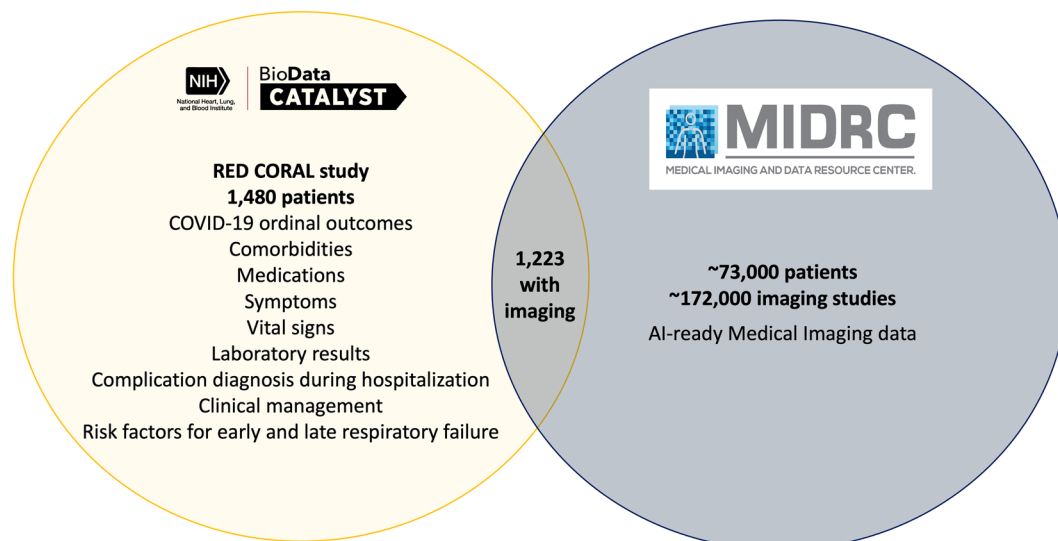 NIH
National Heart, Lung,
and Blood Institute
BioData
CATALYST
RED CORAL study
1,480 patients
COVID-19 ordinal outcomes
Comorbidities
Medications
Symptoms
Vital signs
Laboratory results
Complication diagnosis during hospitalization
Clinical management
Risk factors for early and late respiratory failure
1,223
with
imaging
MIDRC
MEDICAL IMAGING AND DATA RESOURCE CENTER.
~73,000 patients
~172,000 imaging studies
AI-ready Medical Imaging data